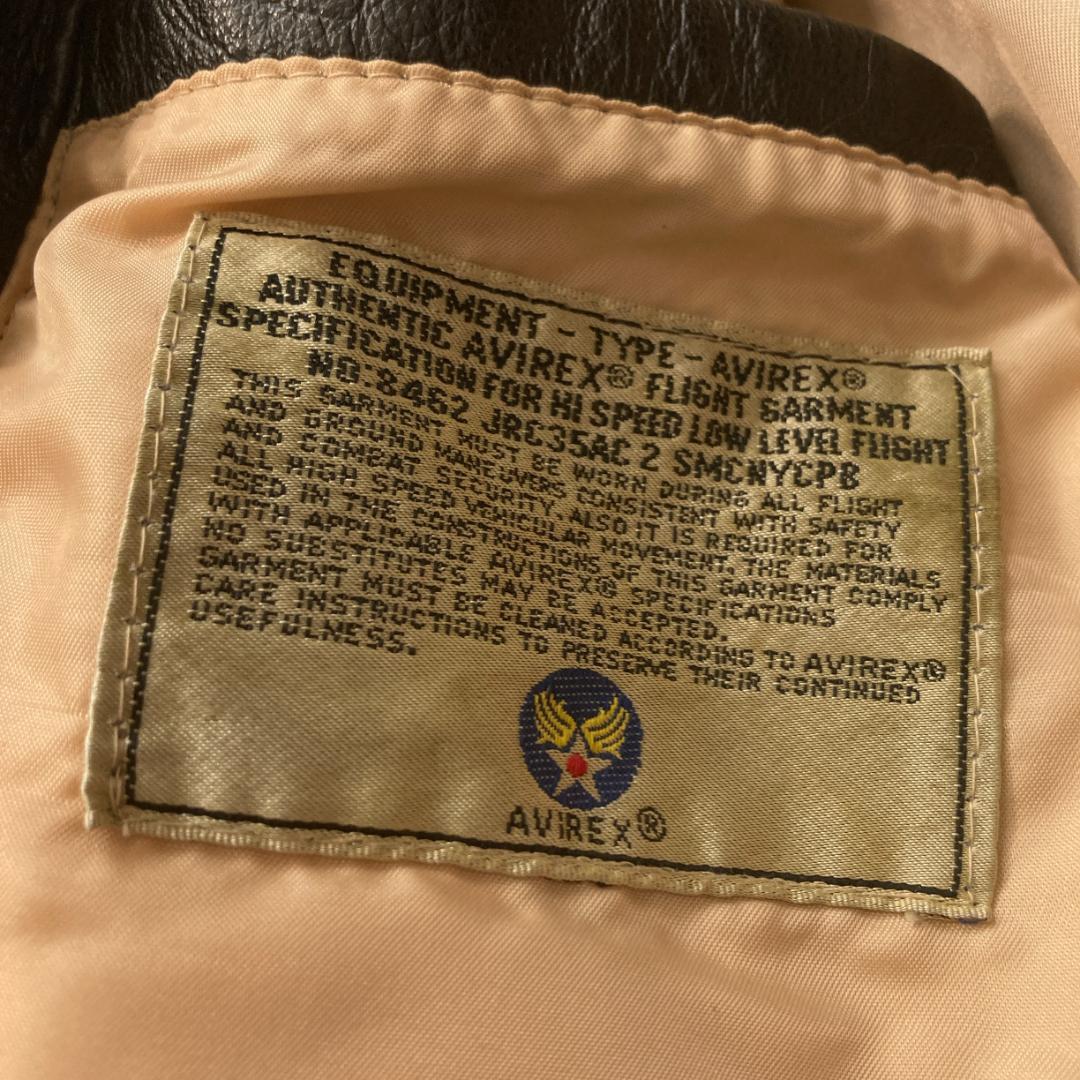 EQUIPMENT - TYPE - AVIREX®
AUTHENTIC AVIREX® FLIGHT GARMENT
SPECIFICATION FOR HI SPEED LOW LEVEL FLIGHT
NO: 8462 JRC35AC 2 SMCNYCPB
THIS GARMENT MUST BE WORN DURING ALL FLIGHT
AND GROUND MANEUVERS CONSISTENT WITH SAFETY
AND COMBAT SECURITY. ALSO IT IS REQUIRED FOR
ALL HIGH SPEED VEHICULAR MOVEMENT. THE MATERIALS
USED IN THE CONSTRUCTIONS OF THIS GARMENT COMPLY
WITH APPLICABLE AVIREX® SPECIFICATIONS
NO SUBSTITUTES MAY BE ACCEPTED.
GARMENT MUST BE CLEANED ACCORDING TO AVIREX®
CARE INSTRUCTIONS TO PRESERVE THEIR CONTINUED
USEFULNESS.
AVIREX®